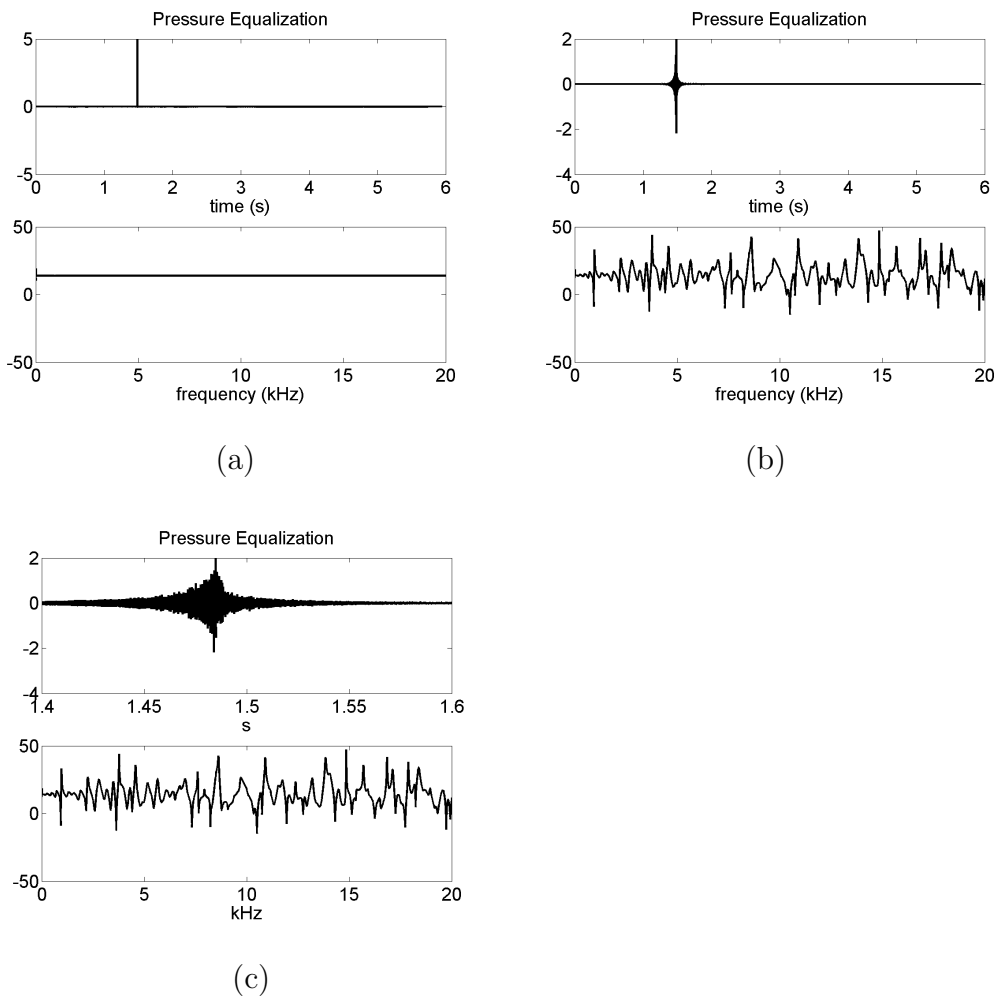 Pressure Equalization
5
0
-5
0 1 2 3 4 5 6
time (s)
50
0
-50
0 5 10 15 20
frequency (kHz)
(a)
Pressure Equalization
2
0
-2
-4
0 1 2 3 4 5 6
time (s)
50
0
-50
0 5 10 15 20
frequency (kHz)
(b)
Pressure Equalization
2
0
-2
-4
1.4 1.45 1.5 1.55 1.6
s
50
0
-50
0 5 10 15 20
kHz
(c)